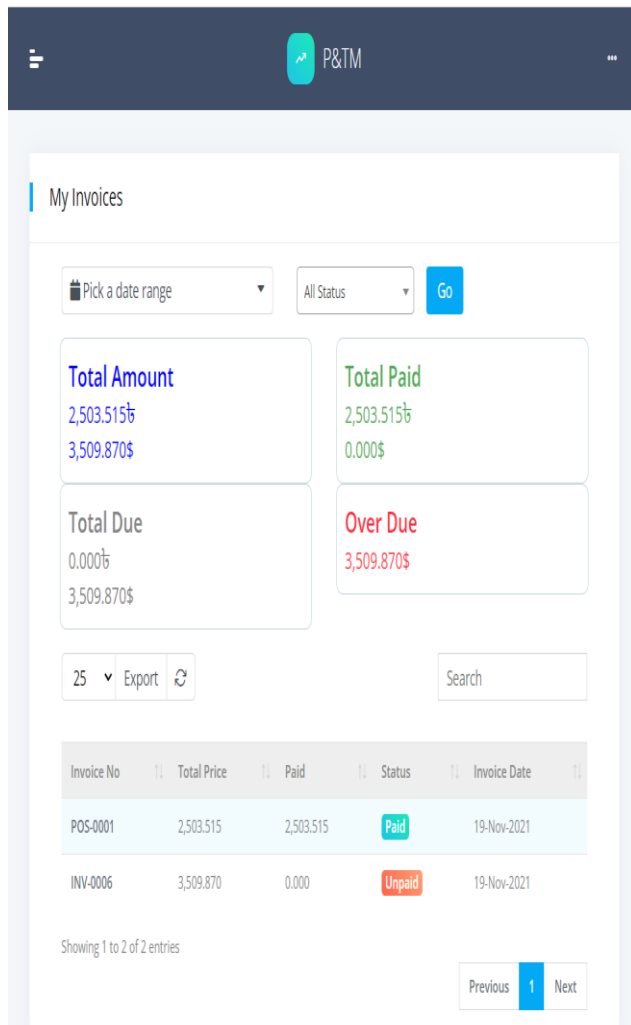 P&TM
My Invoices
Pick a date range
All Status
Go
Total Amount
2,503.515৳
3,509.870$
Total Paid
2,503.515৳
0.000$
Total Due
0.000৳
3,509.870$
Over Due
3,509.870$
25 Export
Search
Invoice No Total Price Paid Status Invoice Date
POS-0001 2,503.515 2,503.515 Paid 19-Nov-2021
INV-0006 3,509.870 0.000 Unpaid 19-Nov-2021
Showing 1 to 2 of 2 entries
Previous 1 Next